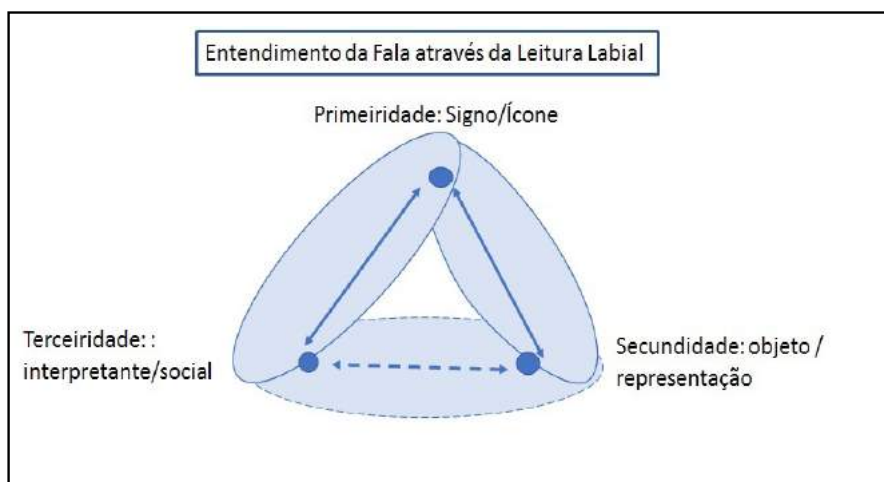 Entendimento da Fala através da Leitura Labial
Primeiridade: Signo/Ícone
Terceiridade: :
interpretante/social
Secundidade: objeto /
representação